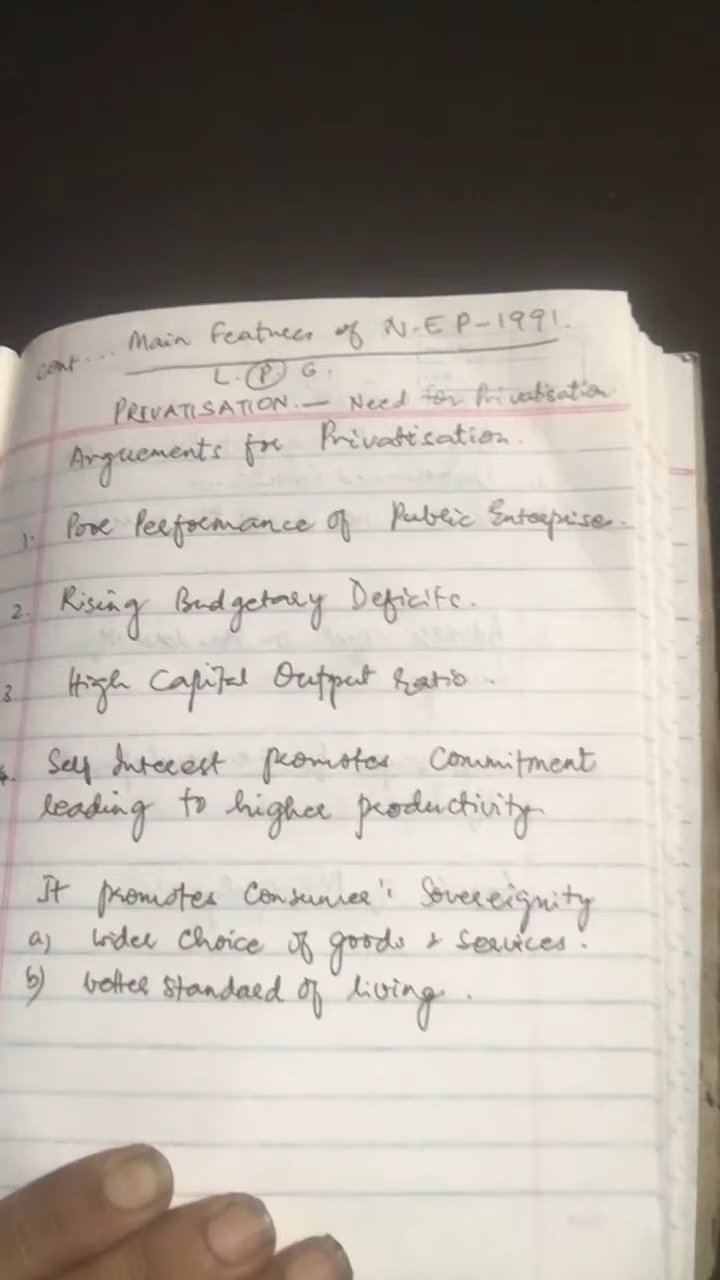 cont... Main Features of N.E P-1991.
L. P G.
PRIVATISATION. — Need for Privatisation
Arguements for Privatisation.
1. Poor Performance of Public Enterprise.
2. Rising Budgetary Deficits.
3 High Capital Output Ratio.
4. Self Interest promotes Commitment
leading to higher productivity
It promotes Consumer's Sovereignity
a) wider Choice of goods & Services.
b) better Standard of living.